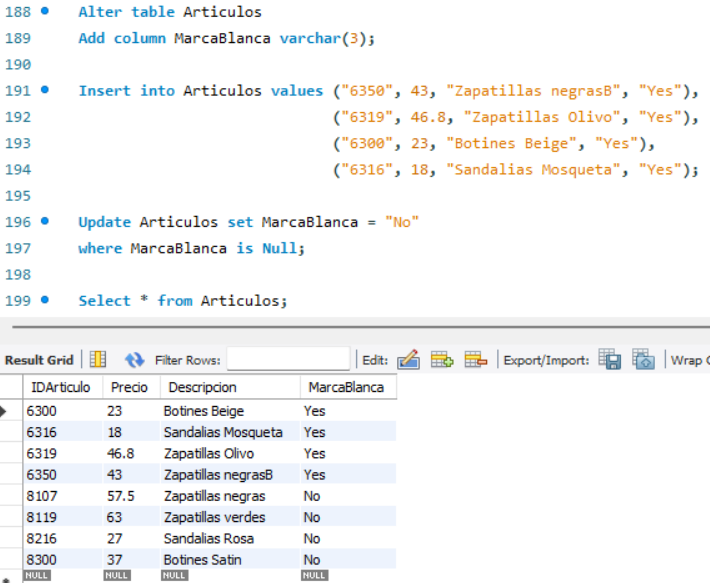 188 Alter table Articulos
189 Add column MarcaBlanca varchar(3);
190
191 Insert into Articulos values ("6350", 43, "Zapatillas negrasB", "Yes"),
192 ("6319", 46.8, "Zapatillas Olivo", "Yes"),
193 ("6300", 23, "Botines Beige", "Yes"),
194 ("6316", 18, "Sandalias Mosqueta", "Yes");
195
196 Update Articulos set MarcaBlanca = "No"
197 where MarcaBlanca is Null;
198
199 Select * from Articulos;
Result Grid Filter Rows: Edit: Export/Import: Wrap C
IDArticulo Precio Descripcion MarcaBlanca
6300 23 Botines Beige Yes
6316 18 Sandalias Mosqueta Yes
6319 46.8 Zapatillas Olivo Yes
6350 43 Zapatillas negrasB Yes
8107 57.5 Zapatillas negras No
8119 63 Zapatillas verdes No
8216 27 Sandalias Rosa No
8300 37 Botines Satin No
NULL NULL NULL NULL